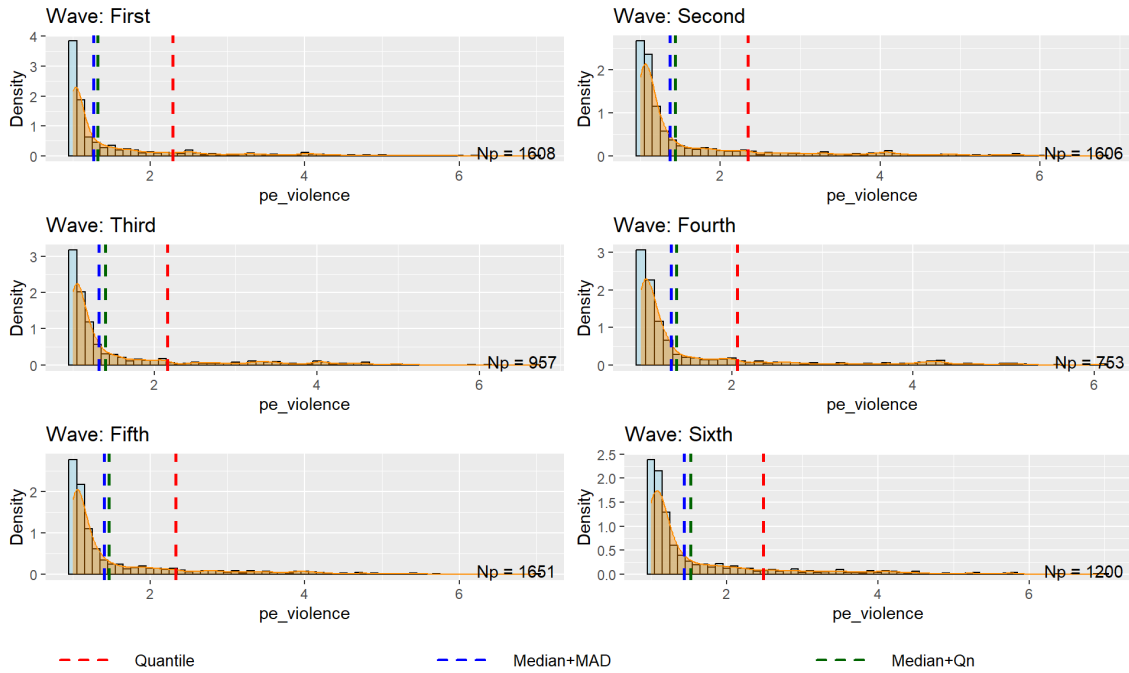 Wave: First
Wave: Second
4
3
2
1
0
Density
Np = 1608
2
4
6
pe_violence
2
1
0
Density
Np = 1606
2
4
6
pe_violence
Wave: Third
Wave: Fourth
3
2
1
0
Density
Np = 957
2
4
6
pe_violence
3
2
1
0
Density
Np = 753
2
4
6
pe_violence
Wave: Fifth
Wave: Sixth
2
1
0
Density
Np = 1651
2
4
6
pe_violence
2.5
2.0
1.5
1.0
0.5
0.0
Density
Np = 1200
2
4
6
pe_violence
Quantile
Median+MAD
Median+Qn